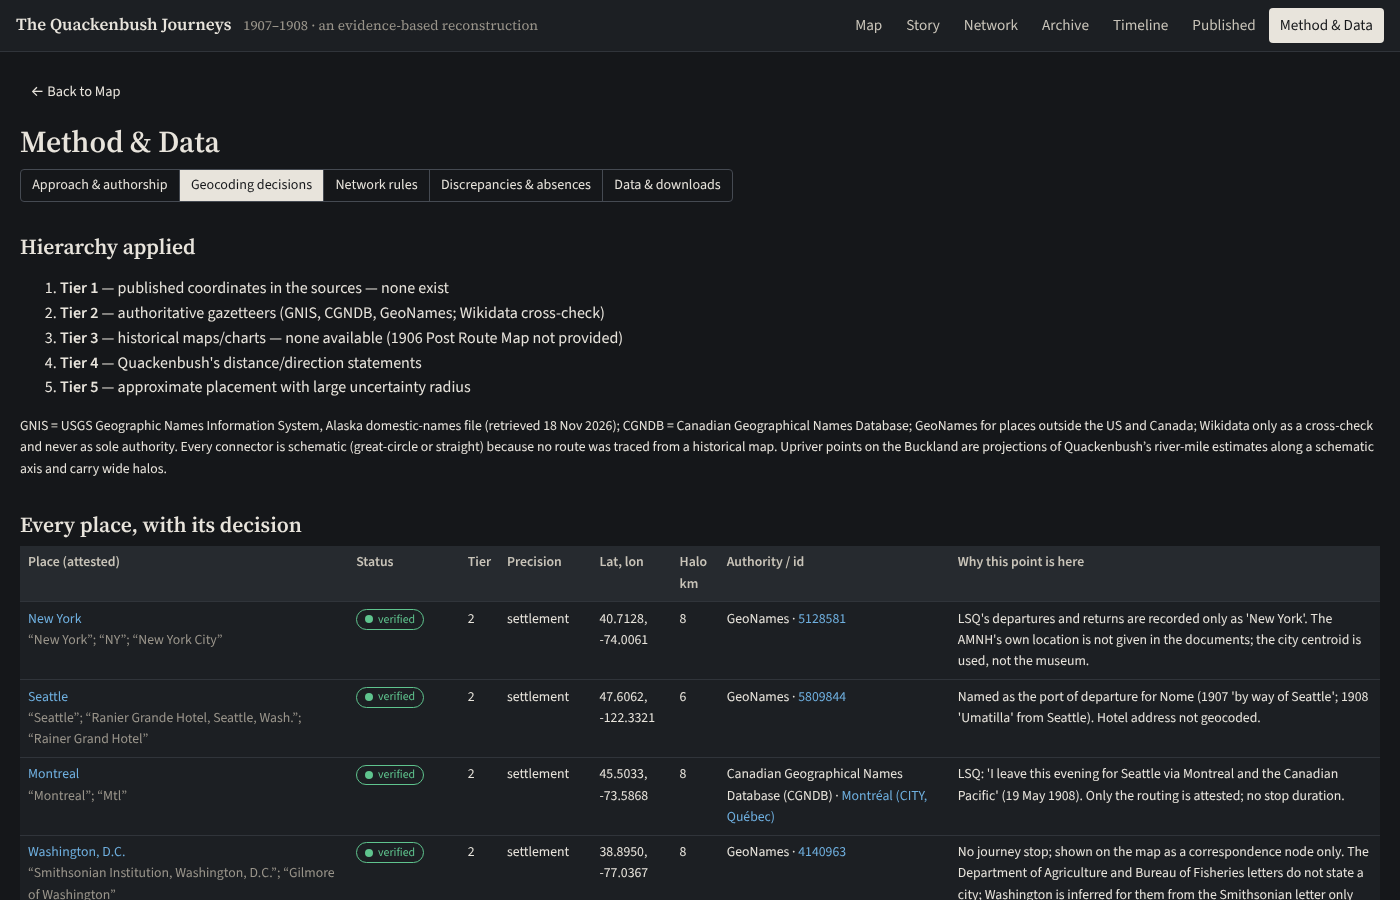 The Quackenbush Journeys 1907–1908 · an evidence-based reconstruction
Map Story Network Archive Timeline Published Method & Data
← Back to Map
Method & Data
Approach & authorship Geocoding decisions Network rules Discrepancies & absences Data & downloads
Hierarchy applied
1. Tier 1 — published coordinates in the sources — none exist
2. Tier 2 — authoritative gazetteers (GNIS, CGNDB, GeoNames; Wikidata cross-check)
3. Tier 3 — historical maps/charts — none available (1906 Post Route Map not provided)
4. Tier 4 — Quackenbush's distance/direction statements
5. Tier 5 — approximate placement with large uncertainty radius
GNIS = USGS Geographic Names Information System, Alaska domestic-names file (retrieved 18 Nov 2026); CGNDB = Canadian Geographical Names Database; GeoNames for places outside the US and Canada; Wikidata only as a cross-check
and never as sole authority. Every connector is schematic (great-circle or straight) because no route was traced from a historical map. Upriver points on the Buckland are projections of Quackenbush’s river-mile estimates along a schematic
axis and carry wide halos.
Every place, with its decision
Place (attested) Status Tier Precision Lat, lon Halo km Authority / id Why this point is here
New York verified 2 settlement 40.7128, 8 GeoNames · 5128581 LSQ's departures and returns are recorded only as 'New York'. The
“New York”; “NY”; “New York City” -74.0061 AMNH's own location is not given in the documents; the city centroid is
used, not the museum.
Seattle verified 2 settlement 47.6062, 6 GeoNames · 5809844 Named as the port of departure for Nome (1907 'by way of Seattle'; 1908
“Seattle”; “Ranier Grande Hotel, Seattle, Wash.”; -122.3321 'Umatilla' from Seattle). Hotel address not geocoded.
“Rainer Grand Hotel”
Montreal verified 2 settlement 45.5033, 8 Canadian Geographical Names LSQ: 'I leave this evening for Seattle via Montreal and the Canadian
“Montreal”; “Mtl” -73.5868 Database (CGNDB) · Montréal (CITY, Pacific' (19 May 1908). Only the routing is attested; no stop duration.
Québec)
Washington, D.C. verified 2 settlement 38.8950, 8 GeoNames · 4140963 No journey stop; shown on the map as a correspondence node only. The
“Smithsonian Institution, Washington, D.C.”; “Gilmore -77.0367 Department of Agriculture and Bureau of Fisheries letters do not state a
of Washington” city; Washington is inferred for them from the Smithsonian letter only